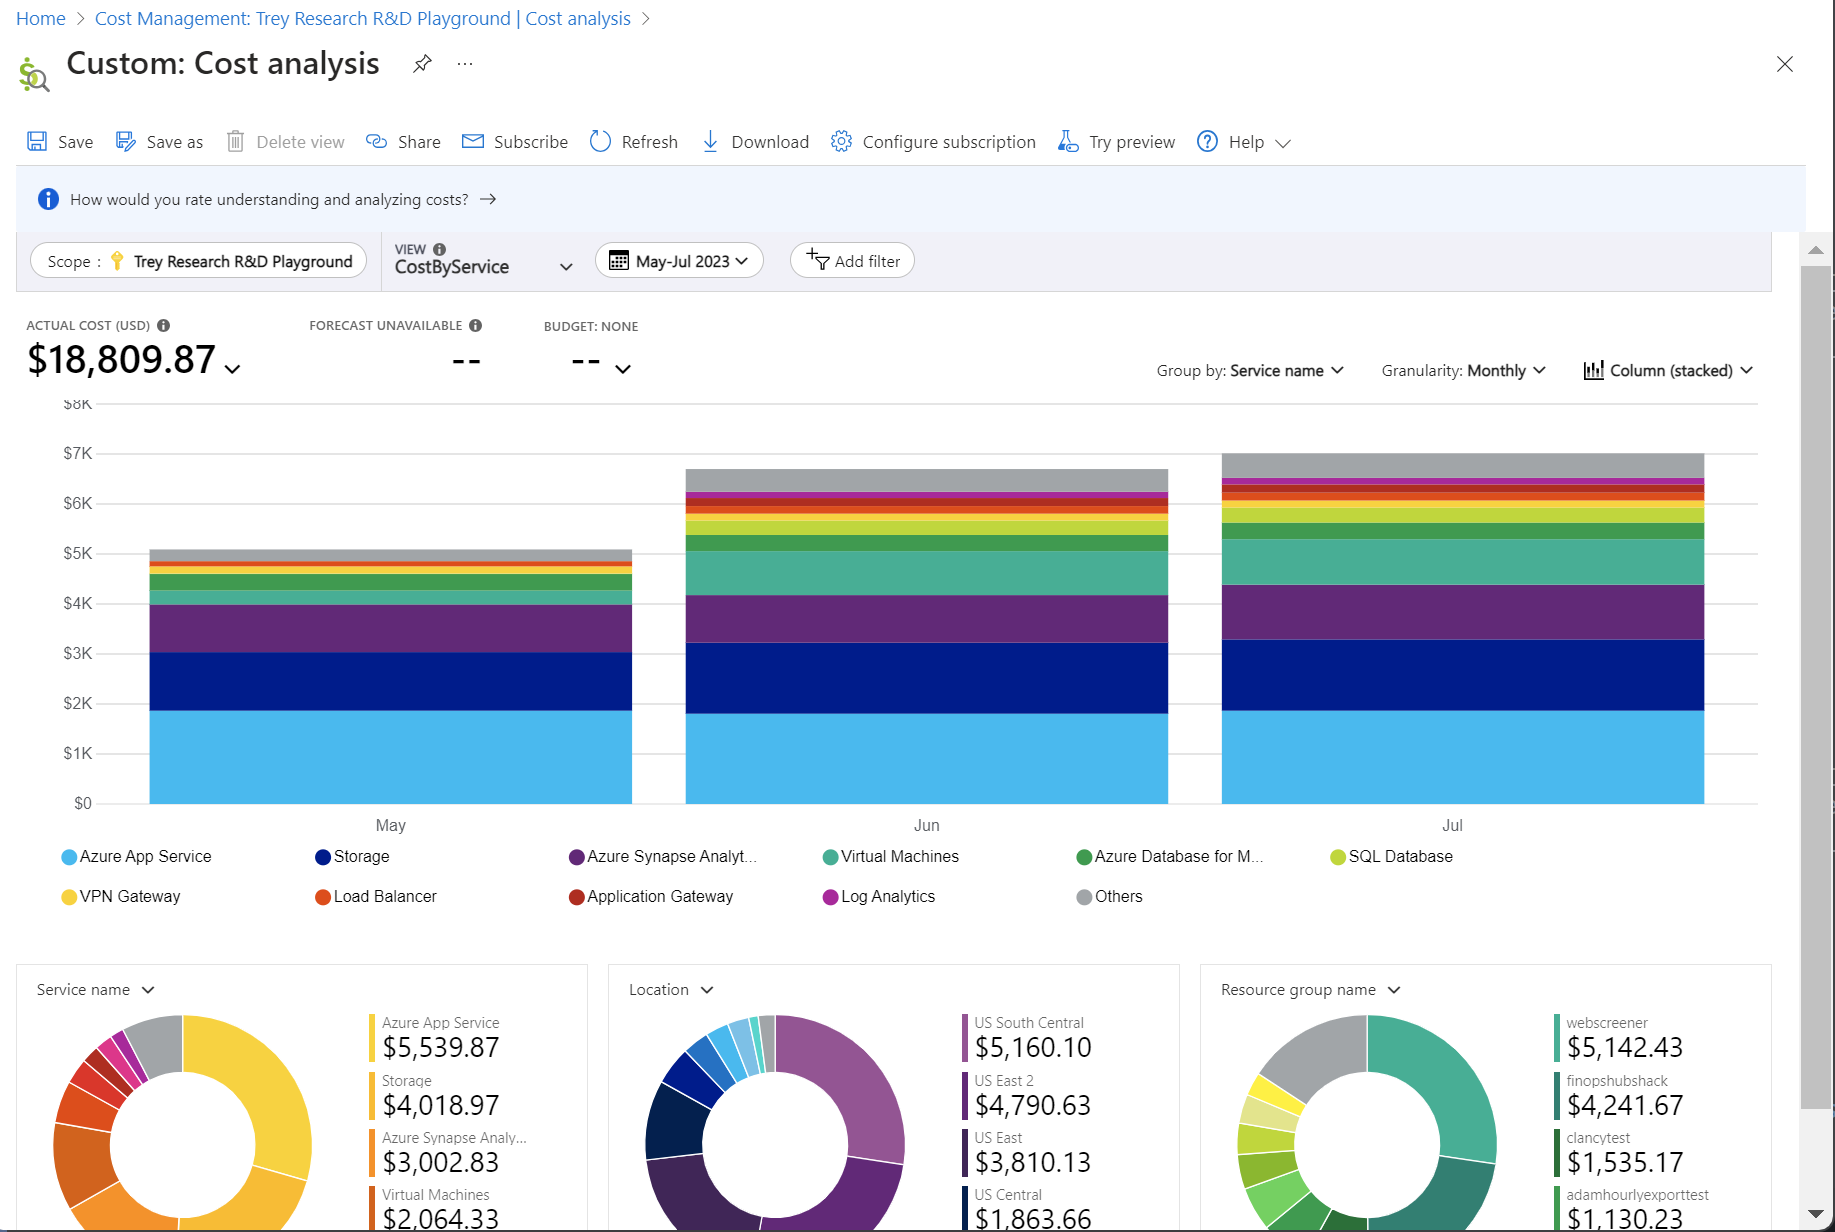 Home > Cost Management: Trey Research R&D Playground | Cost analysis >
Custom: Cost analysis ...
Save Save as Delete view Share Subscribe Refresh Download Configure subscription Try preview Help
How would you rate understanding and analyzing costs? →
Scope : Trey Research R&D Playground
VIEW
CostByService
May-Jul 2023
Add filter
ACTUAL COST (USD)
$18,809.87
FORECAST UNAVAILABLE
--
BUDGET: NONE
--
Group by: Service name
Granularity: Monthly
Column (stacked)
$8K
$7K
$6K
$5K
$4K
$3K
$2K
$1K
$0
May Jun Jul
Azure App Service Storage Azure Synapse Analyt... Virtual Machines Azure Database for M... SQL Database
VPN Gateway Load Balancer Application Gateway Log Analytics Others
Service name
Azure App Service
$5,539.87
Storage
$4,018.97
Azure Synapse Analy...
$3,002.83
Virtual Machines
$2,064.33
Location
US South Central
$5,160.10
US East 2
$4,790.63
US East
$3,810.13
US Central
$1,863.66
Resource group name
webscreener
$5,142.43
finopshubshack
$4,241.67
clancytest
$1,535.17
adamhourlyexporttest
$1,130.23